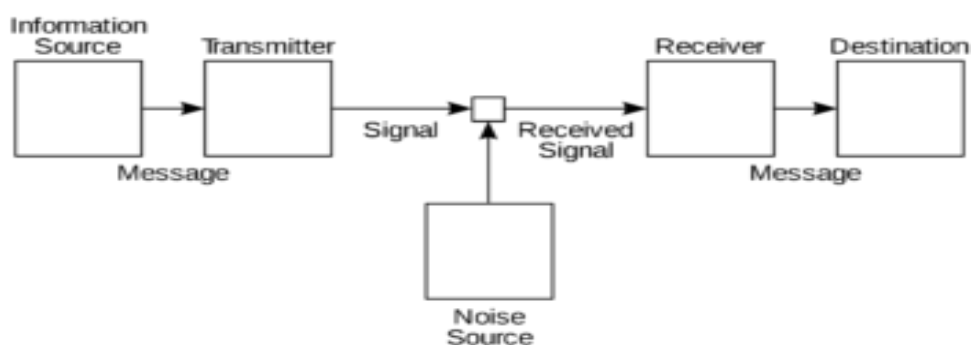 Information
Source
Transmitter
Receiver
Destination
Signal
Received
Signal
Message
Message
Noise
Source